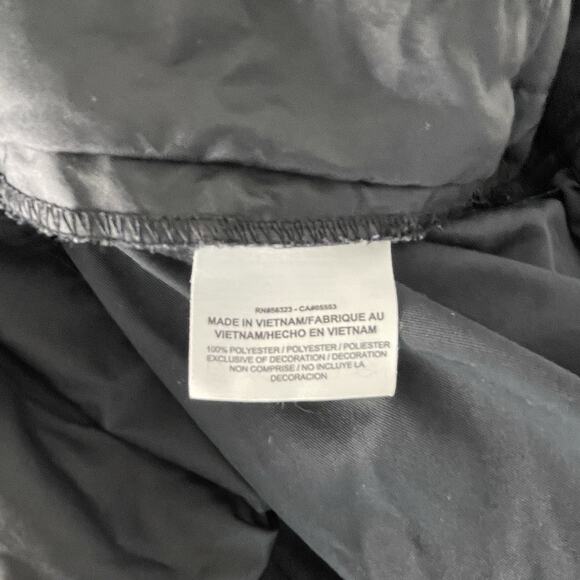 RN#56323 - CA#05553
MADE IN VIETNAM/FABRIQUE AU
VIETNAM/HECHO EN VIETNAM
100% POLYESTER / POLYESTER / POLIESTER
EXCLUSIVE OF DECORATION / DECORATION
NON COMPRISE / NO INCLUYE LA
DECORACION